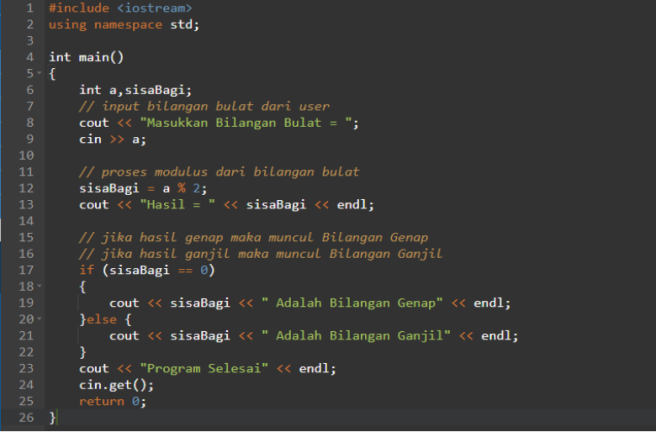 1 #include <iostream>
2 using namespace std;
3
4 int main()
5 {
6 int a,sisaBagi;
7 // input bilangan bulat dari user
8 cout << "Masukkan Bilangan Bulat = ";
9 cin >> a;
10
11 // proses modulus dari bilangan bulat
12 sisaBagi = a % 2;
13 cout << "Hasil = " << sisaBagi << endl;
14
15 // jika hasil genap maka muncul Bilangan Genap
16 // jika hasil ganjil maka muncul Bilangan Ganjil
17 if (sisaBagi == 0)
18 {
19 cout << sisaBagi << " Adalah Bilangan Genap" << endl;
20 }else {
21 cout << sisaBagi << " Adalah Bilangan Ganjil" << endl;
22 }
23 cout << "Program Selesai" << endl;
24 cin.get();
25 return 0;
26 }